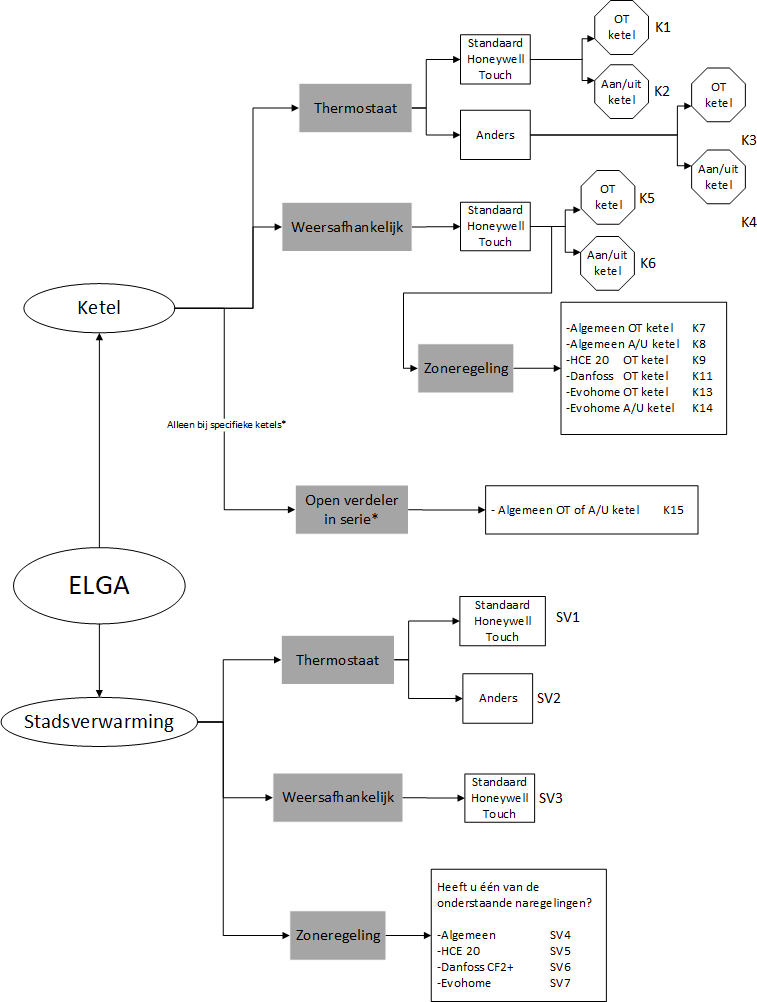 OT
ketel
K1
Standaard
Honeywell
Touch
Aan/uit
ketel
K2
Thermostaat
OT
ketel
K3
Anders
Aan/uit
ketel
K4
OT
ketel
K5
Weersafhankelijk
Standaard
Honeywell
Touch
Aan/uit
ketel
K6
Ketel
Zoneregeling
-Algemeen OT ketel K7
-Algemeen A/U ketel K8
-HCE 20 OT ketel K9
-Danfoss OT ketel K11
-Evohome OT ketel K13
-Evohome A/U ketel K14
Alleen bij specifieke ketels*
Open verdeler
in serie*
- Algemeen OT of A/U ketel K15
ELGA
Standaard
Honeywell
Touch
SV1
Thermostaat
Anders
SV2
Stadsverwarming
Weersafhankelijk
Standaard
Honeywell
Touch
SV3
Zoneregeling
Heeft u één van de
onderstaande naregelingen?
-Algemeen SV4
-HCE 20 SV5
-Danfoss CF2+ SV6
-Evohome SV7